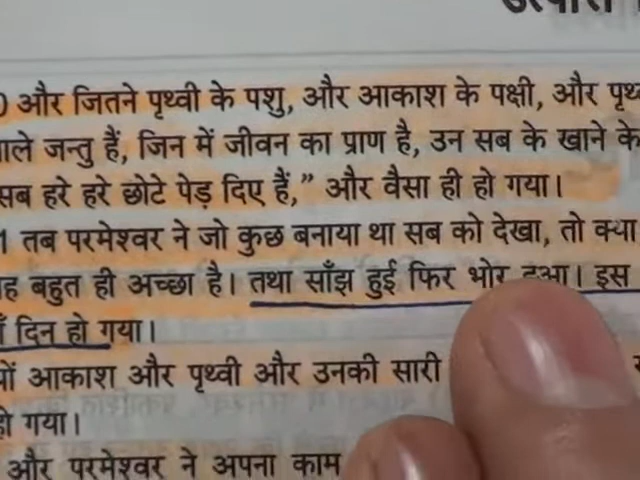 और जितने पृथ्वी के पशु, और आकाश के पक्षी, और
जन्तु हैं, जिन में जीवन का प्राण है, उन सब के खाने के
सब हरे हरे छोटे पेड़ दिए हैं,” और वैसा ही हो गया।
तब परमेश्वर ने जो कुछ बनाया था सब को देखा, तो क्या
बहुत ही अच्छा है। तथा साँझ हुई फिर भोर हुआ। इस
दिन हो गया।
आकाश और पृथ्वी और उनकी सारी
हो गया।
और परमेश्वर ने अपना काम